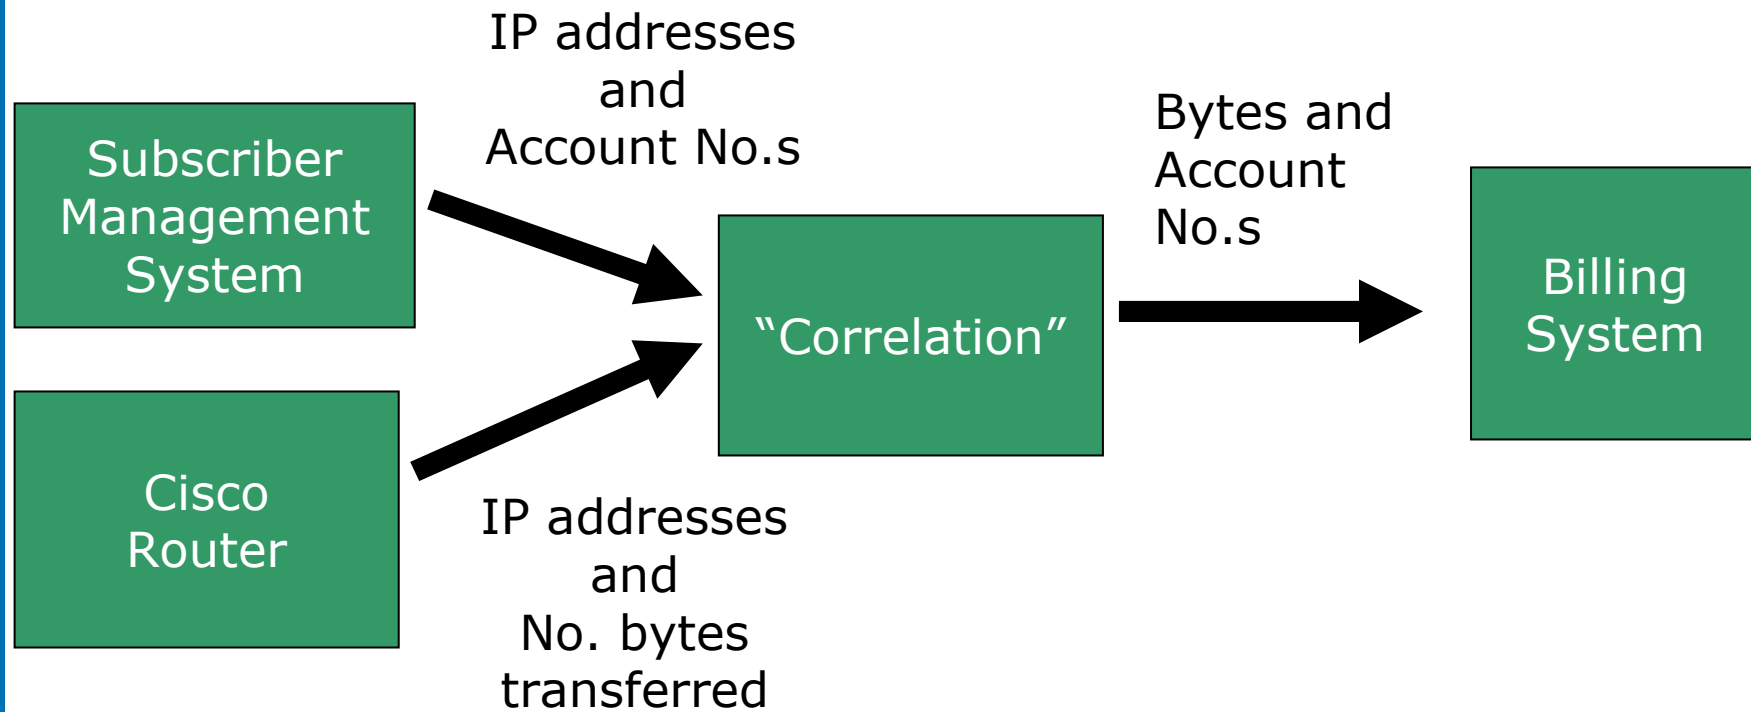 IP addresses
and
Account No.s
Subscriber
Management
System
Bytes and
Account
No.s
“Correlation”
Billing
System
Cisco
Router
IP addresses
and
No. bytes
transferred